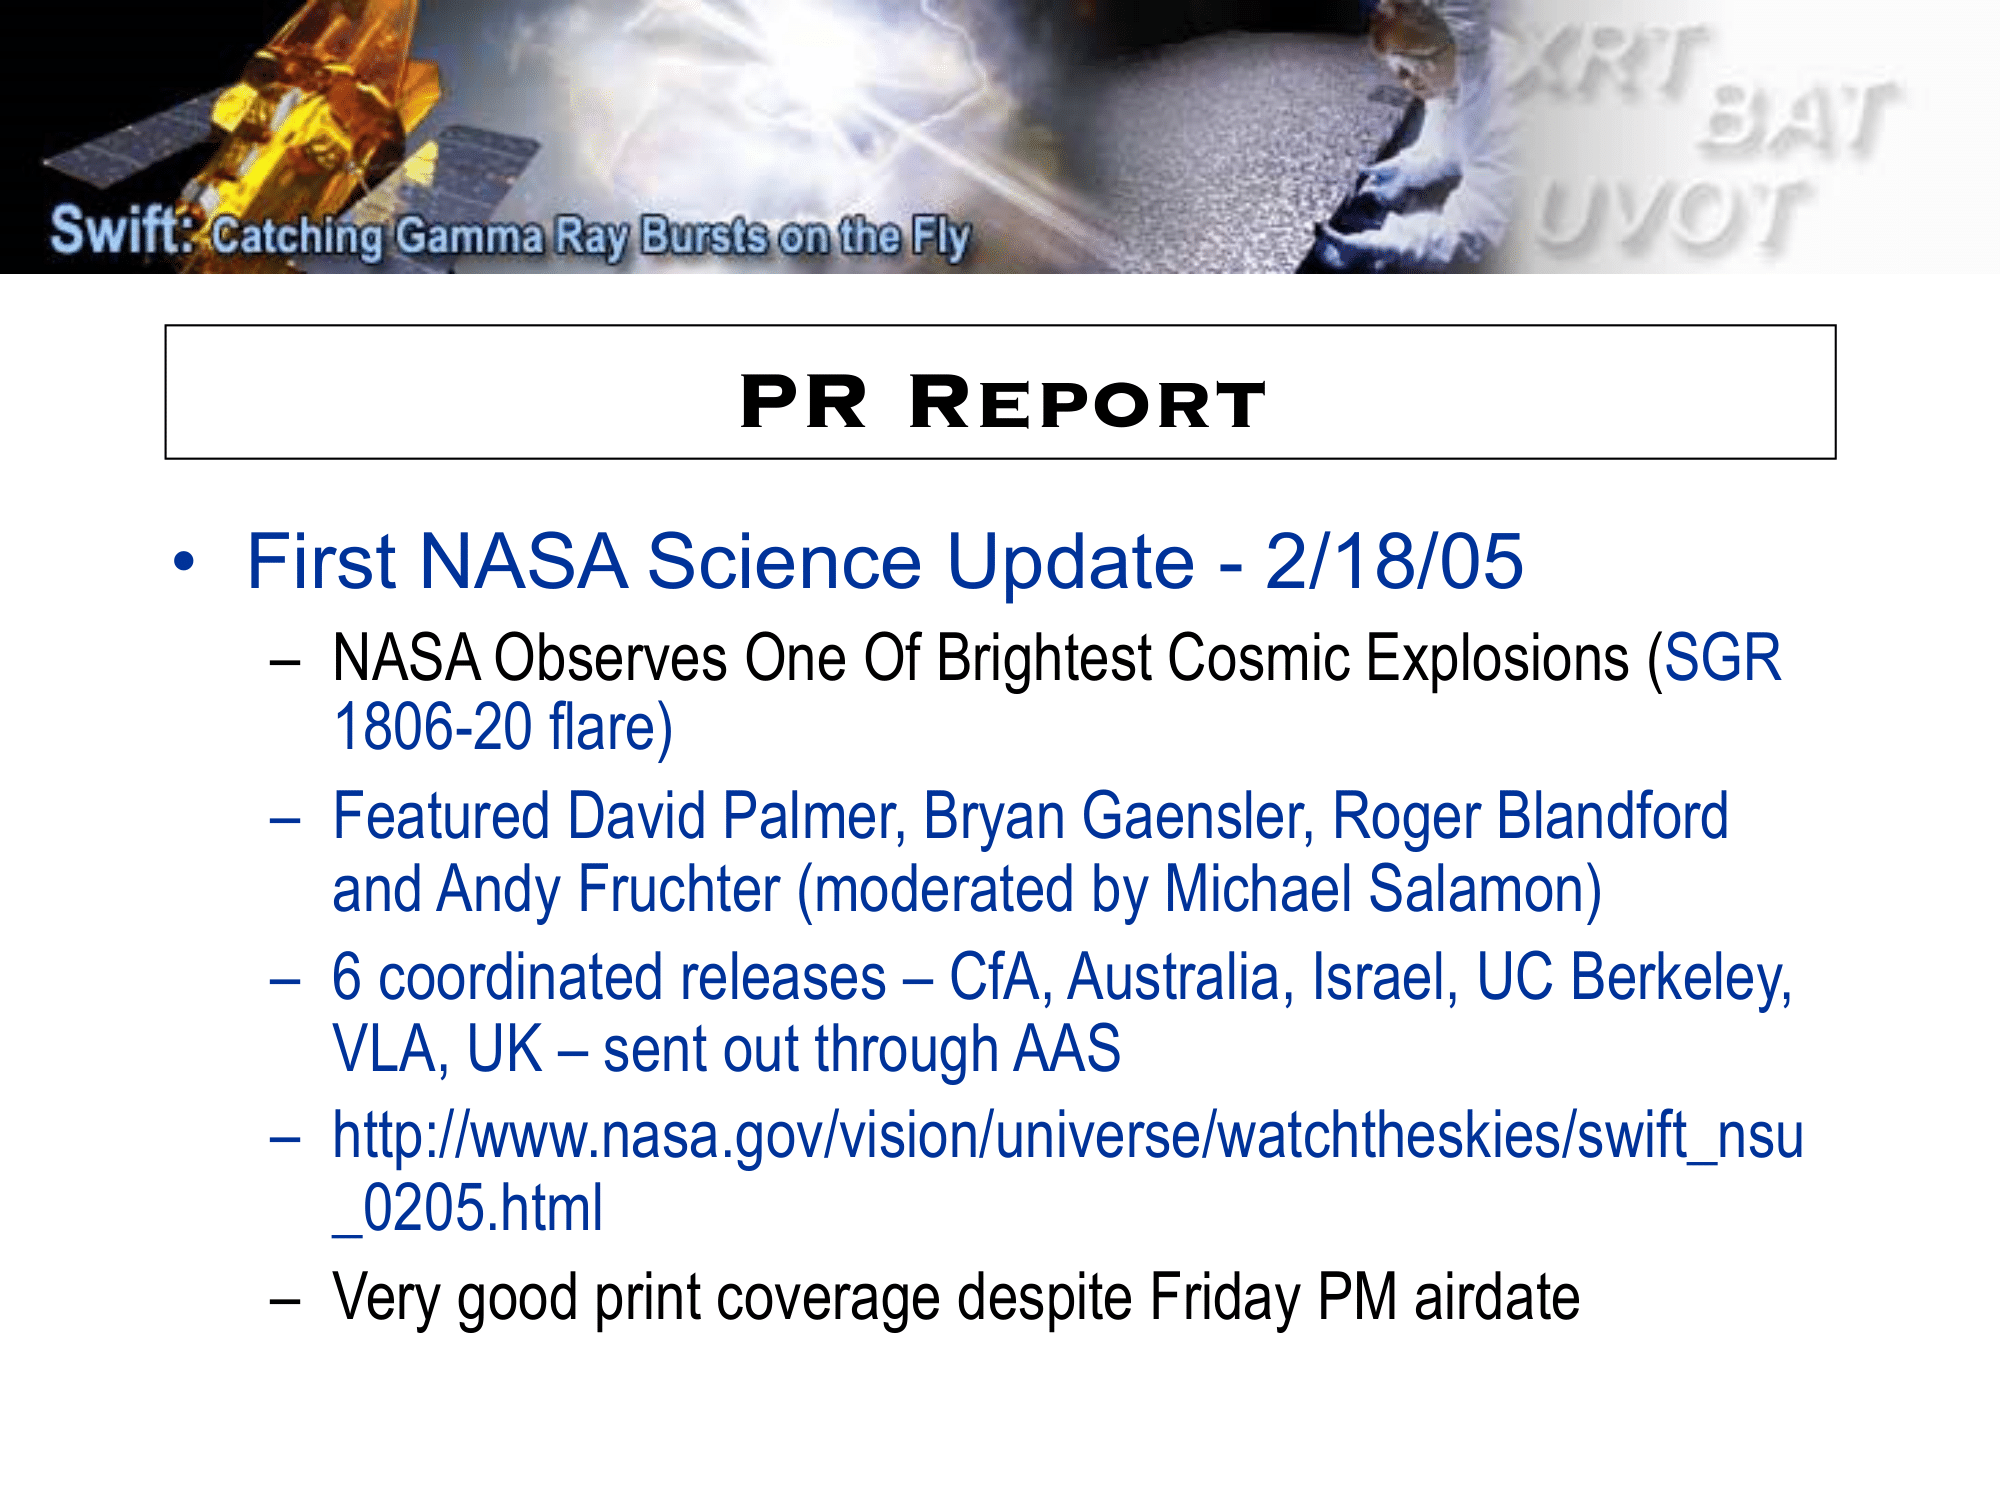 XRT
BAT
UVOT
Swift: Catching Gamma Ray Bursts on the Fly
PR REPORT
• First NASA Science Update - 2/18/05
– NASA Observes One Of Brightest Cosmic Explosions (SGR
1806-20 flare)
– Featured David Palmer, Bryan Gaensler, Roger Blandford
and Andy Fruchter (moderated by Michael Salamon)
– 6 coordinated releases – CfA, Australia, Israel, UC Berkeley,
VLA, UK – sent out through AAS
– http://www.nasa.gov/vision/universe/watchtheskies/swift_nsu
_0205.html
– Very good print coverage despite Friday PM airdate